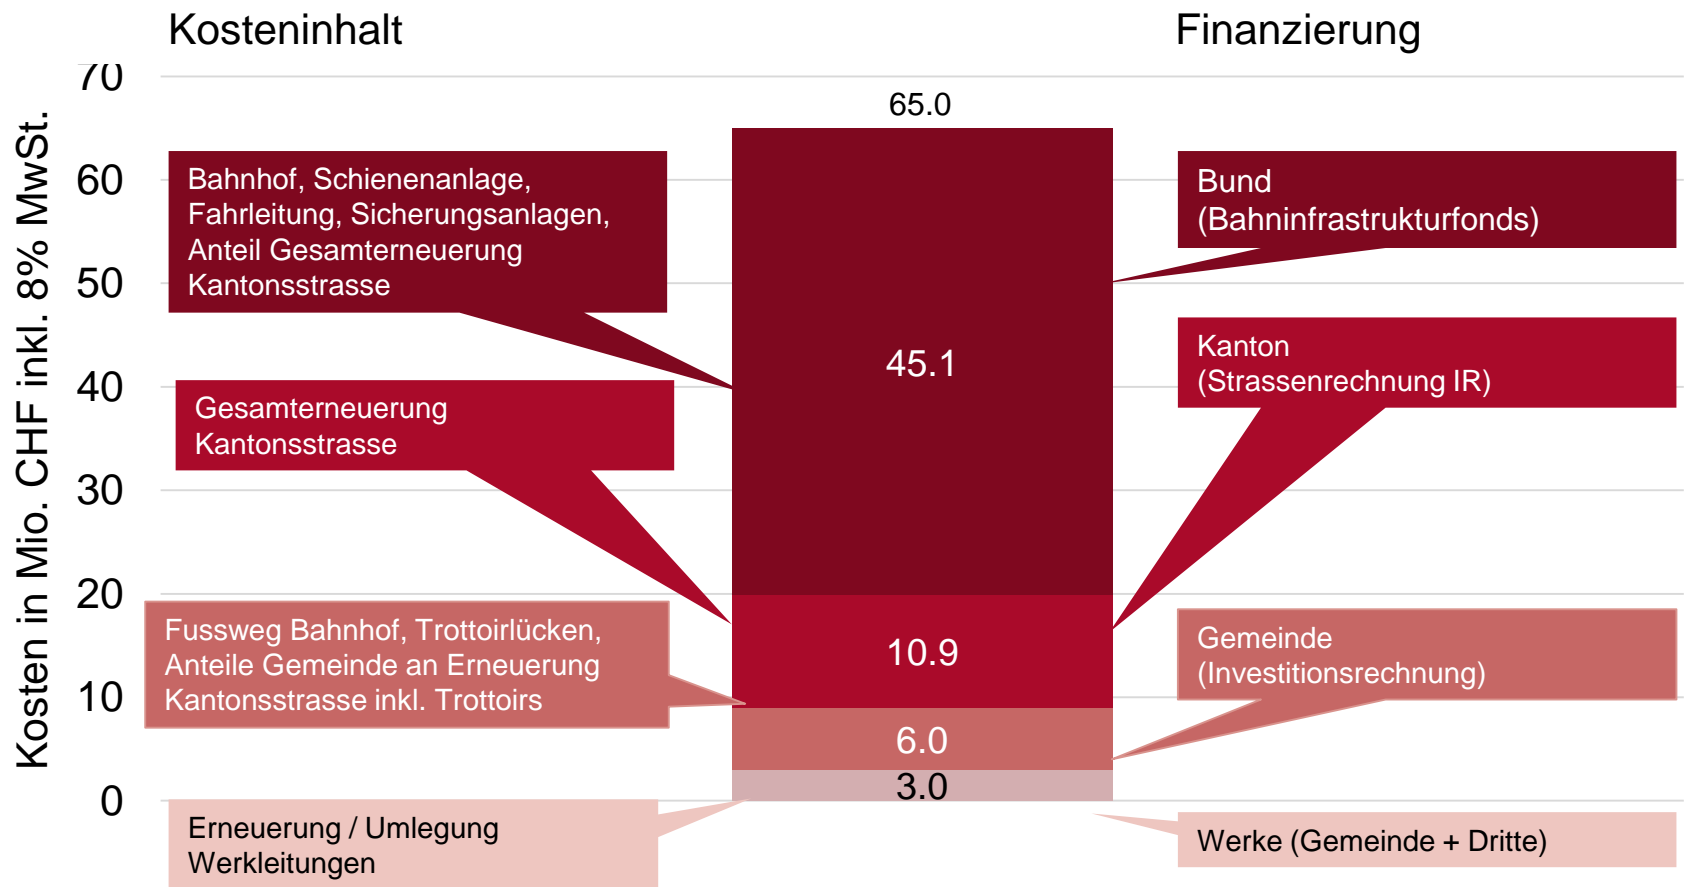 Kosteninhalt
Finanzierung
Kosten in Mio. CHF inkl. 8% MwSt.
70
60
50
40
30
20
10
0
65.0
45.1
10.9
6.0
3.0
Bahnhof, Schienenanlage,
Fahrleitung, Sicherungsanlagen,
Anteil Gesamterneuerung
Kantonsstrasse
Gesamterneuerung
Kantonsstrasse
Fussweg Bahnhof, Trottoirlücken,
Anteile Gemeinde an Erneuerung
Kantonsstrasse inkl. Trottoirs
Erneuerung / Umlegung
Werkleitungen
Bund
(Bahninfrastrukturfonds)
Kanton
(Strassenrechnung IR)
Gemeinde
(Investitionsrechnung)
Werke (Gemeinde + Dritte)